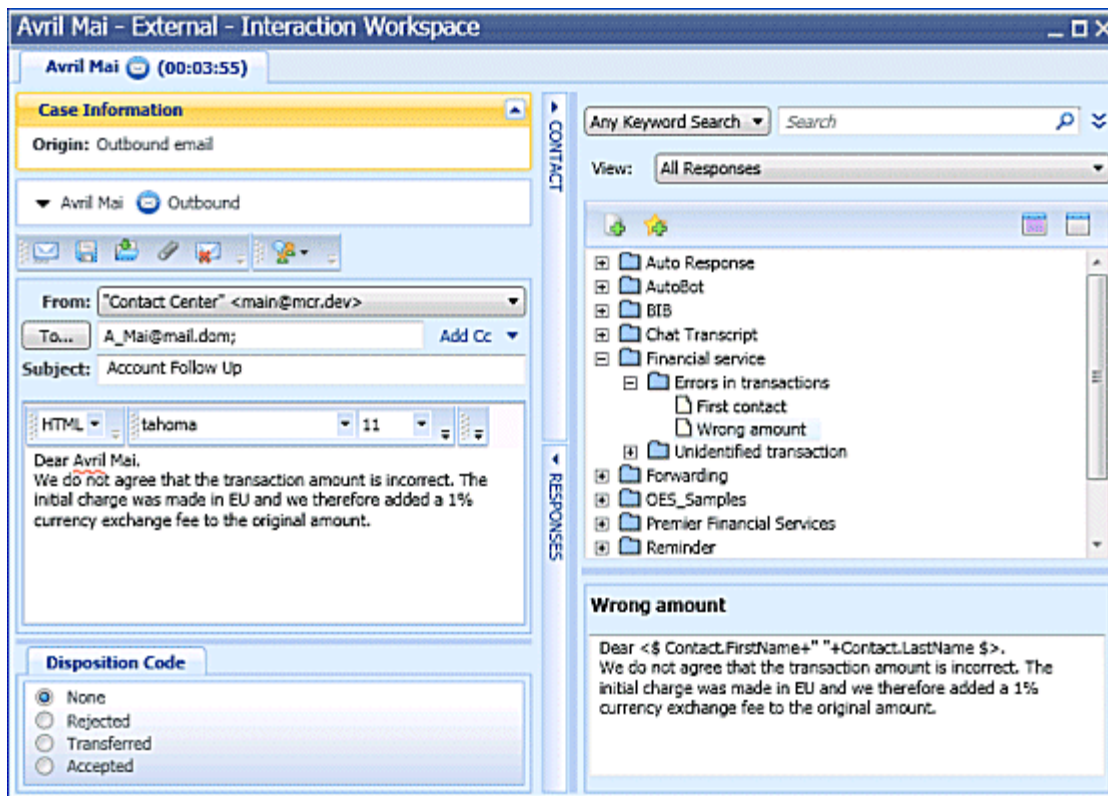 Avril Mai - External - Interaction Workspace
Avril Mai (00:03:55)
Case Information
Origin: Outbound email
Avril Mai Outbound
From: "Contact Center" <main@mcr.dev>
To... A_Mai@mail.dom; Add Cc
Subject: Account Follow Up
HTML tahoma 11
Dear Avril Mai.
We do not agree that the transaction amount is incorrect. The
initial charge was made in EU and we therefore added a 1%
currency exchange fee to the original amount.
Disposition Code
None
Rejected
Transferred
Accepted
CONTACT
RESPONSES
Any Keyword Search Search
View: All Responses
Auto Response
AutoBot
BIB
Chat Transcript
Financial service
Errors in transactions
First contact
Wrong amount
Unidentified transaction
Forwarding
OES_Samples
Premier Financial Services
Reminder
Wrong amount
Dear <$ Contact.FirstName+" "+Contact.LastName $>.
We do not agree that the transaction amount is incorrect. The
initial charge was made in EU and we therefore added a 1%
currency exchange fee to the original amount.